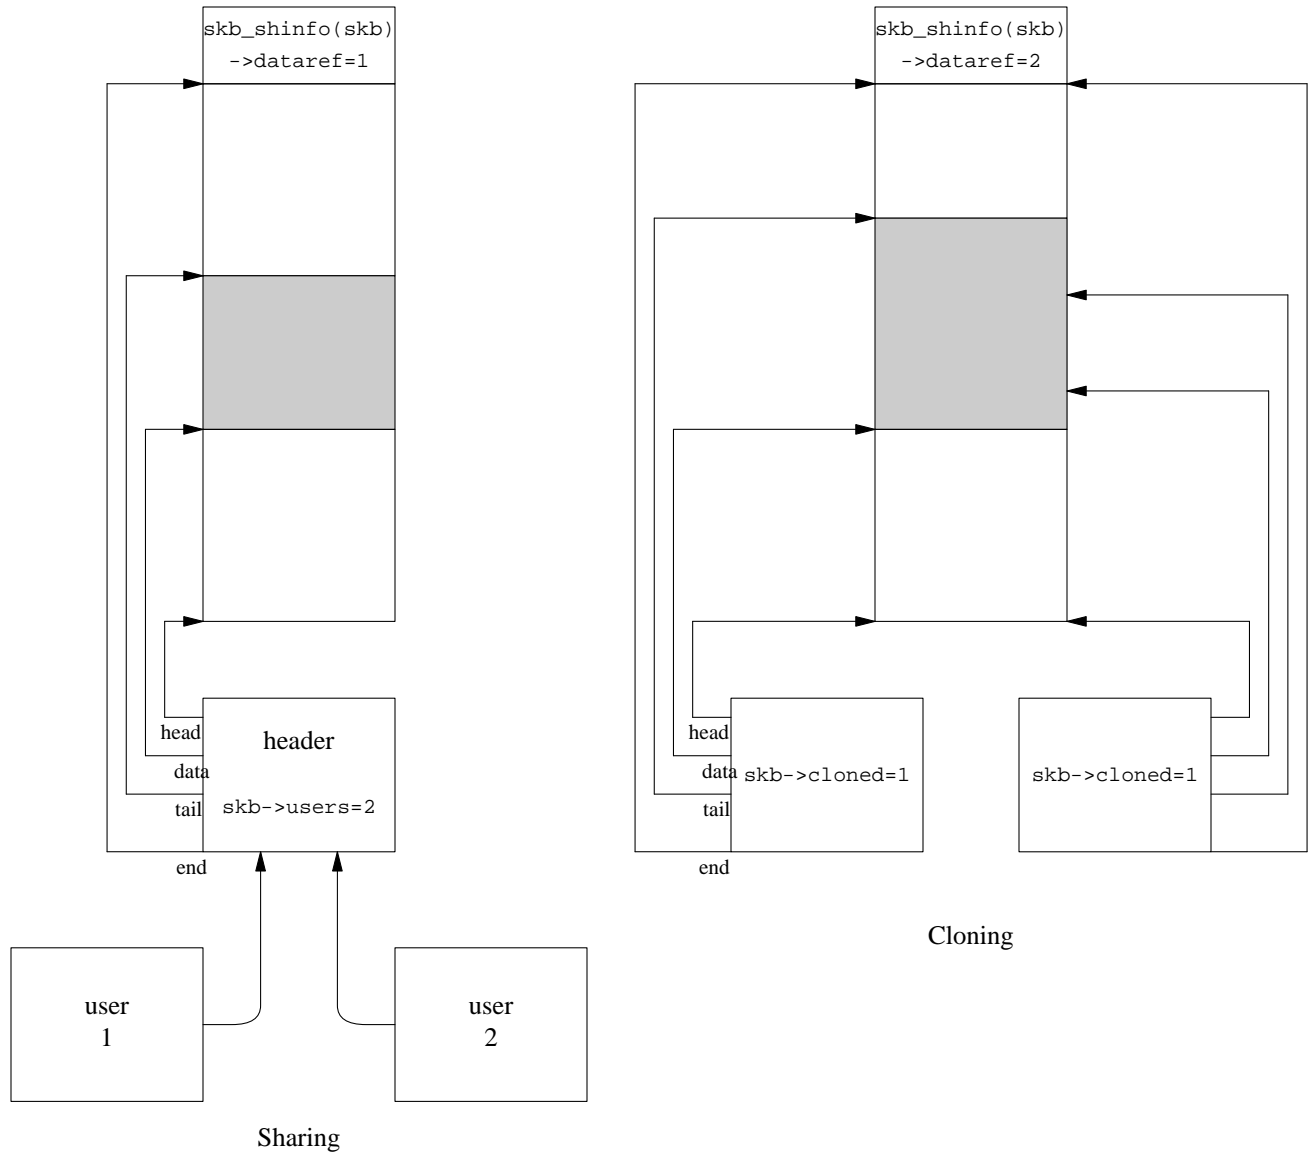 skb_shinfo(skb)
->dataref=1
head
header
data
skb->users=2
tail
end
user
1
user
2
Sharing
skb_shinfo(skb)
->dataref=2
head
data
skb->cloned=1
tail
end
skb->cloned=1
Cloning